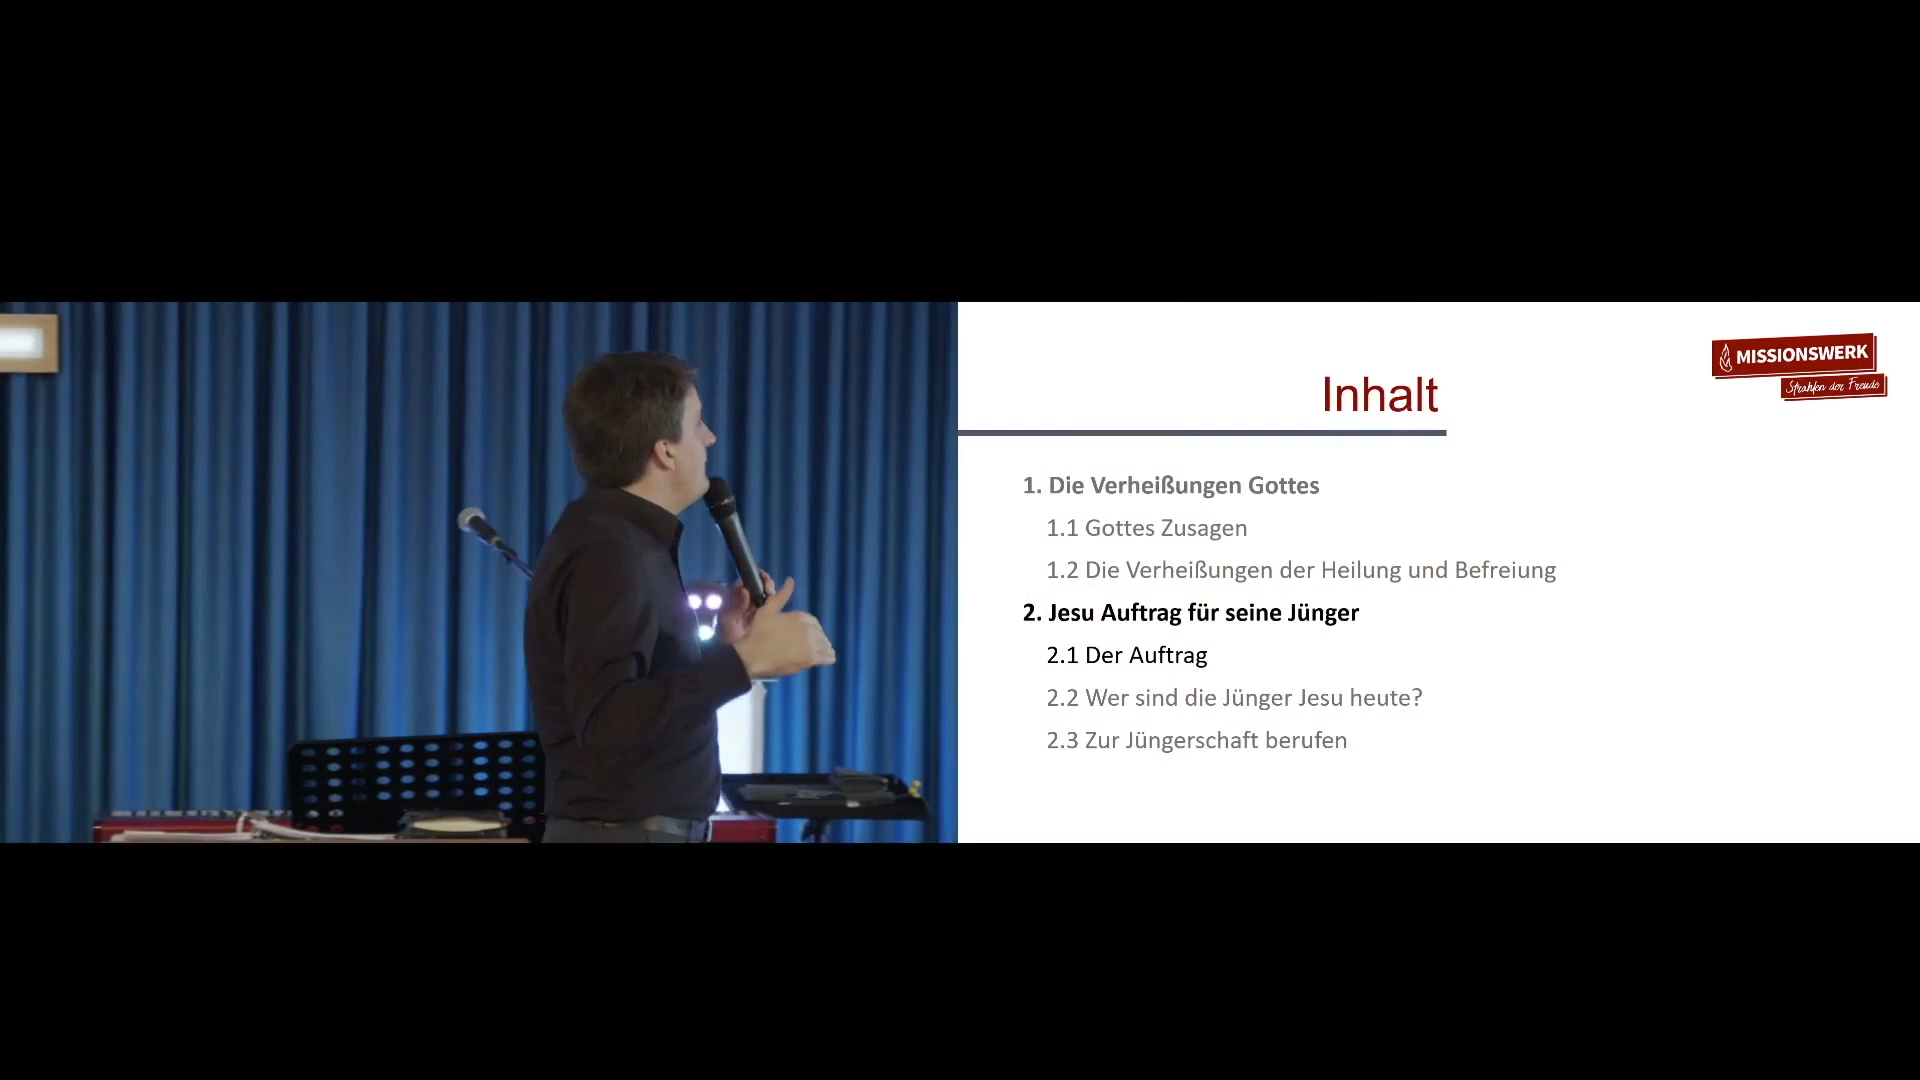 Inhalt
MISSIONSWERK
Strahlen der Freude
1. Die Verheißungen Gottes
1.1 Gottes Zusagen
1.2 Die Verheißungen der Heilung und Befreiung
2. Jesu Auftrag für seine Jünger
2.1 Der Auftrag
2.2 Wer sind die Jünger Jesu heute?
2.3 Zur Jüngerschaft berufen